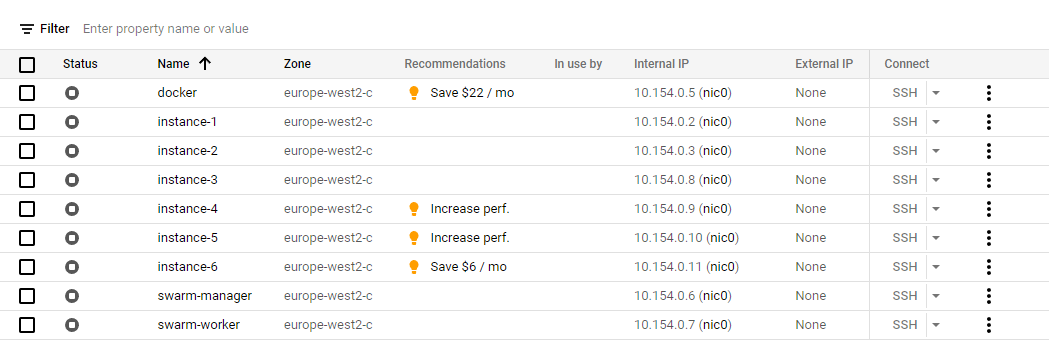 Filter Enter property name or value
Status Name Zone Recommendations In use by Internal IP External IP Connect
docker europe-west2-c Save $22 / mo 10.154.0.5 (nic0) None SSH
instance-1 europe-west2-c 10.154.0.2 (nic0) None SSH
instance-2 europe-west2-c 10.154.0.3 (nic0) None SSH
instance-3 europe-west2-c 10.154.0.8 (nic0) None SSH
instance-4 europe-west2-c Increase perf. 10.154.0.9 (nic0) None SSH
instance-5 europe-west2-c Increase perf. 10.154.0.10 (nic0) None SSH
instance-6 europe-west2-c Save $6 / mo 10.154.0.11 (nic0) None SSH
swarm-manager europe-west2-c 10.154.0.6 (nic0) None SSH
swarm-worker europe-west2-c 10.154.0.7 (nic0) None SSH